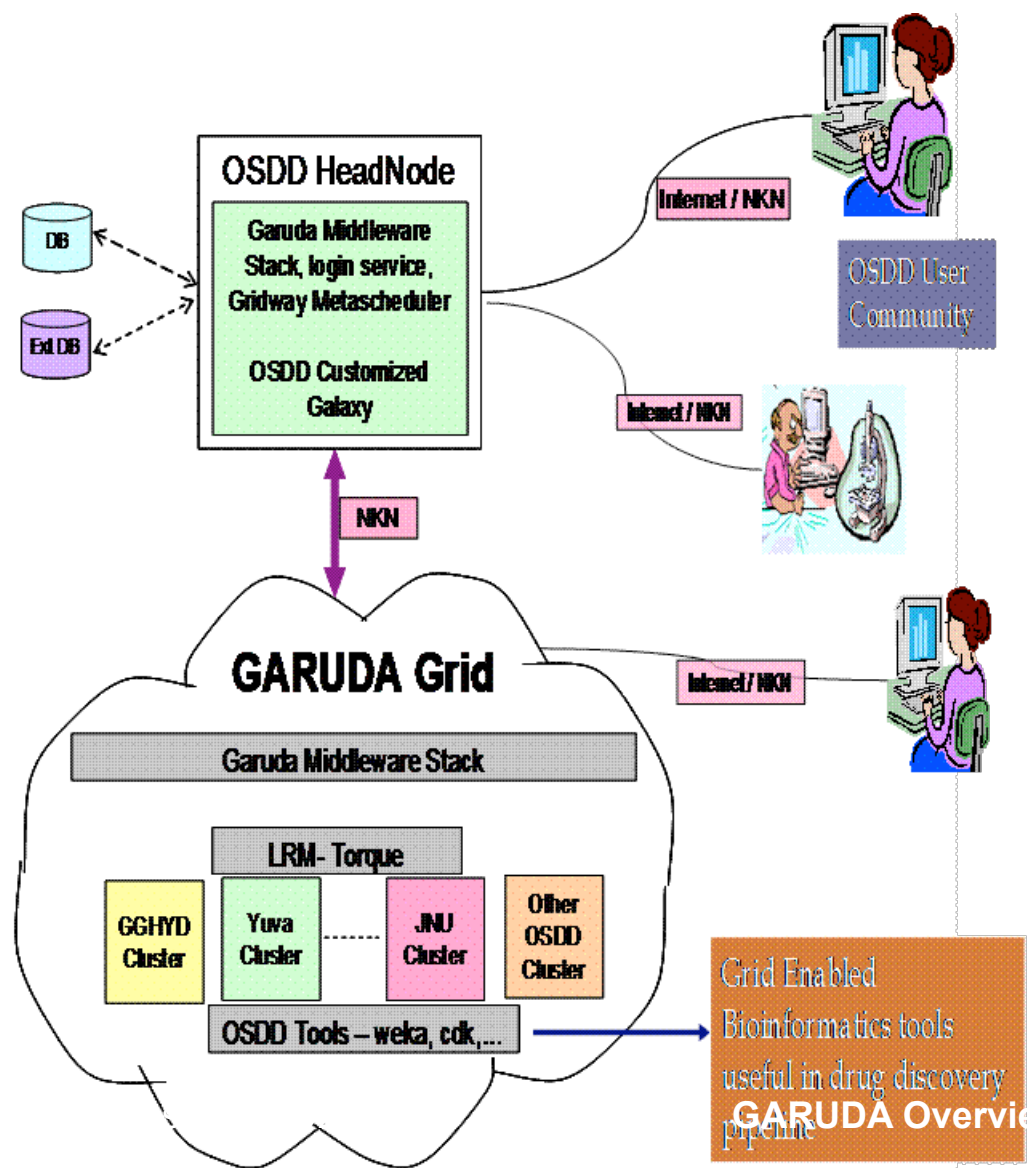 OSDD HeadNode
Garuda Middleware
Stack, login service,
Gridway Metascheduler
OSDD Customized
Galaxy
DB
Ext DB
Internet / NKN
OSDD User
Community
Internet / NKN
NKN
GARUDA Grid
Internet / NKN
Garuda Middleware Stack
LRM- Torque
GGHYD
Cluster
Yuva
Cluster
JNU
Cluster
Other
OSDD
Cluster
OSDD Tools – weka, cdk,...
Grid Enabled
Bioinformatics tools
useful in drug discovery
pipeline
GARUDA Overvie